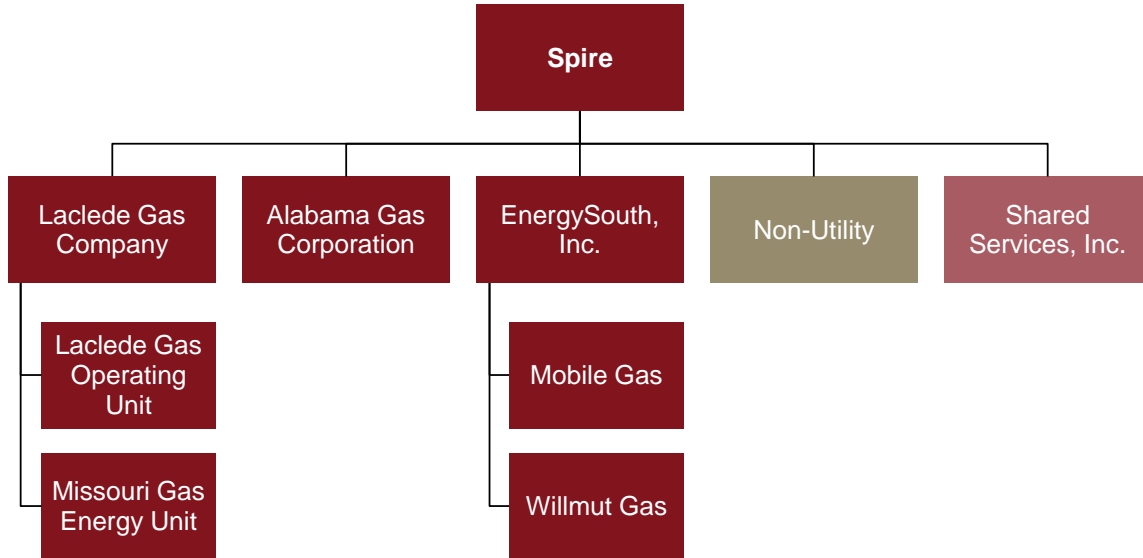 Spire
Laclede Gas
Company
Alabama Gas
Corporation
EnergySouth,
Inc.
Non-Utility
Shared
Services, Inc.
Laclede Gas
Operating
Unit
Mobile Gas
Missouri Gas
Energy Unit
Willmut Gas